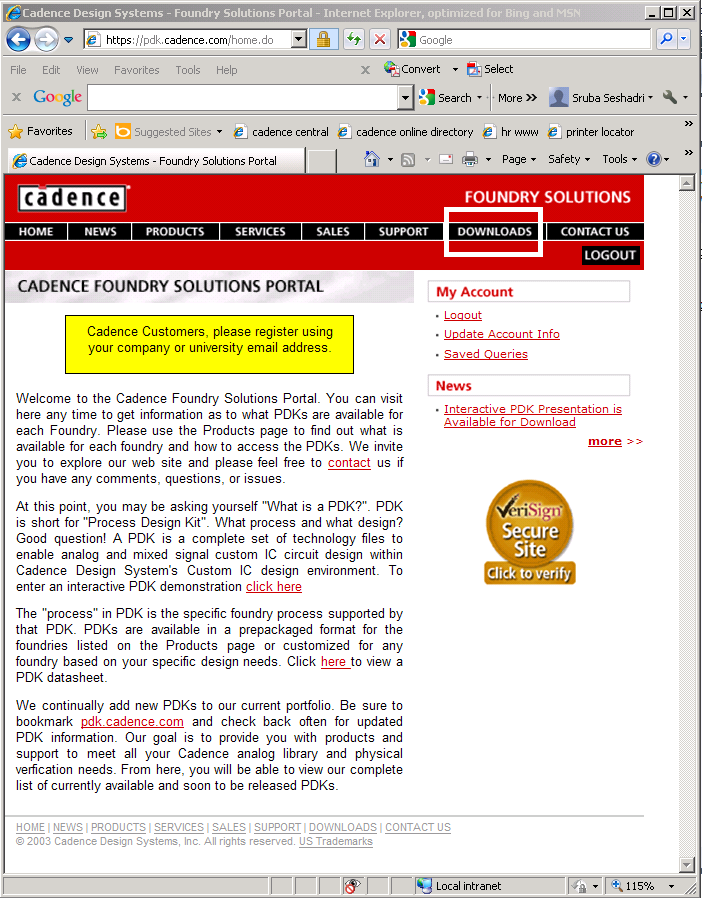 Cadence Design Systems - Foundry Solutions Portal - Internet Explorer, optimized for Bing and MSN
https://pdk.cadence.com/home.do
Google
File Edit View Favorites Tools Help
x Convert Select
x Google Search More >> Sruba Seshadri
Favorites Suggested Sites cadence central cadence online directory hr www printer locator »
Cadence Design Systems - Foundry Solutions Portal Page Safety Tools »
cadence FOUNDRY SOLUTIONS
HOME NEWS PRODUCTS SERVICES SALES SUPPORT DOWNLOADS CONTACT US
LOGOUT
CADENCE FOUNDRY SOLUTIONS PORTAL
Cadence Customers, please register using
your company or university email address.
Welcome to the Cadence Foundry Solutions Portal. You can visit
here any time to get information as to what PDKs are available for
each Foundry. Please use the Products page to find out what is
available for each foundry and how to access the PDKs. We invite
you to explore our web site and please feel free to contact us if
you have any comments, questions, or issues.
At this point, you may be asking yourself "What is a PDK?". PDK
is short for "Process Design Kit". What process and what design?
Good question! A PDK is a complete set of technology files to
enable analog and mixed signal custom IC circuit design within
Cadence Design System's Custom IC design environment. To
enter an interactive PDK demonstration click here
The "process" in PDK is the specific foundry process supported by
that PDK. PDKs are available in a prepackaged format for the
foundries listed on the Products page or customized for any
foundry based on your specific design needs. Click here to view a
PDK datasheet.
We continually add new PDKs to our current portfolio. Be sure to
bookmark pdk.cadence.com and check back often for updated
PDK information. Our goal is to provide you with products and
support to meet all your Cadence analog library and physical
verfication needs. From here, you will be able to view our complete
list of currently available and soon to be released PDKs.
My Account
• Logout
• Update Account Info
• Saved Queries
News
• Interactive PDK Presentation is
Available for Download
more >>
VeriSign
Secure
Site
Click to verify
HOME | NEWS | PRODUCTS | SERVICES | SALES | SUPPORT | DOWNLOADS | CONTACT US
© 2003 Cadence Design Systems, Inc. All rights reserved. US Trademarks
Local intranet 115%